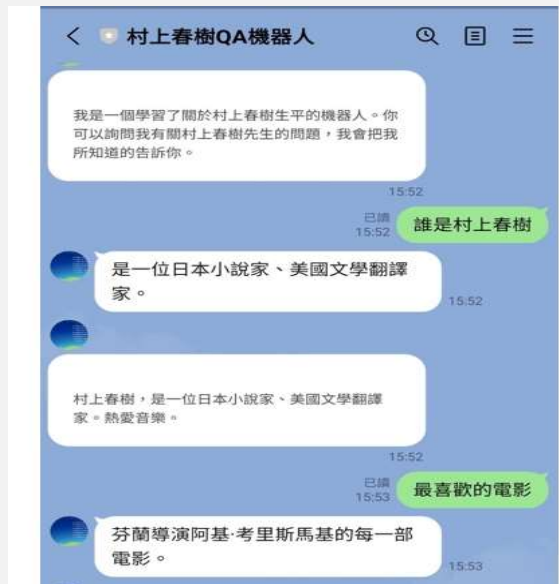 村上春樹QA機器人
我是一個學習了關於村上春樹生平的機器人。你
可以詢問我有關村上春樹先生的問題，我會把我
所知道的告訴你。
15:52
已讀
15:52
誰是村上春樹
是一位日本小說家、美國文學翻譯
家。
15:52
村上春樹，是一位日本小說家、美國文學翻譯
家。熱愛音樂。
15:52
已讀
15:53
最喜歡的電影
芬蘭導演阿基·考里斯馬基的每一部
電影。
15:53